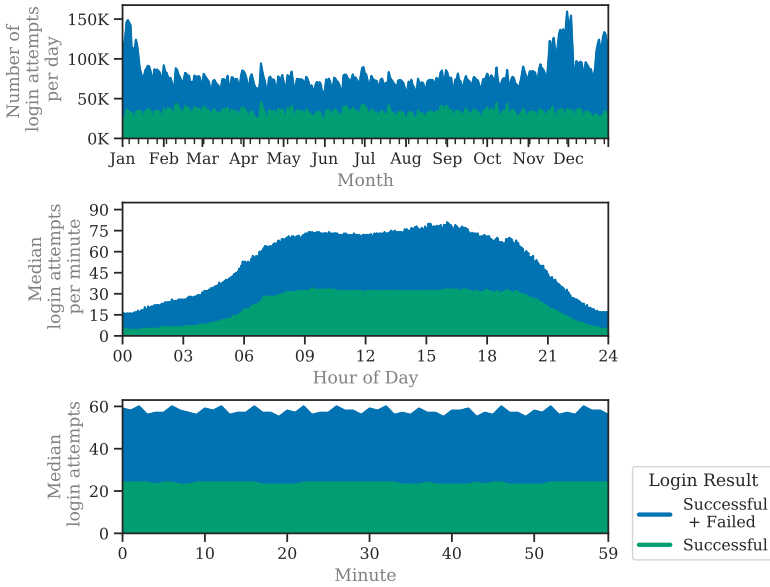 Number of
login attempts
per day
150K
100K
50K
0K
Jan Feb Mar Apr May Jun Jul Aug Sep Oct Nov Dec
Month
Median
login attempts
per minute
90
75
60
45
30
15
0
00 03 06 09 12 15 18 21 24
Hour of Day
Median
login attempts
60
40
20
0
0 10 20 30 40 50 59
Minute
Login Result
Successful
+ Failed
Successful